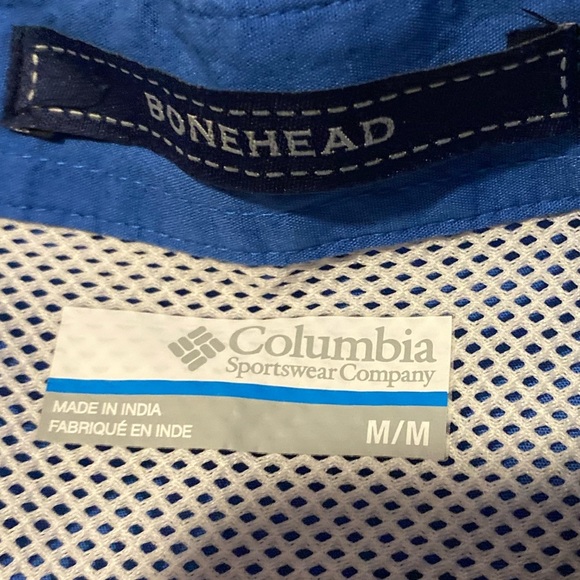 BONEHEAD
Columbia
Sportswear Company
MADE IN INDIA
FABRIQUÉ EN INDE
M/M